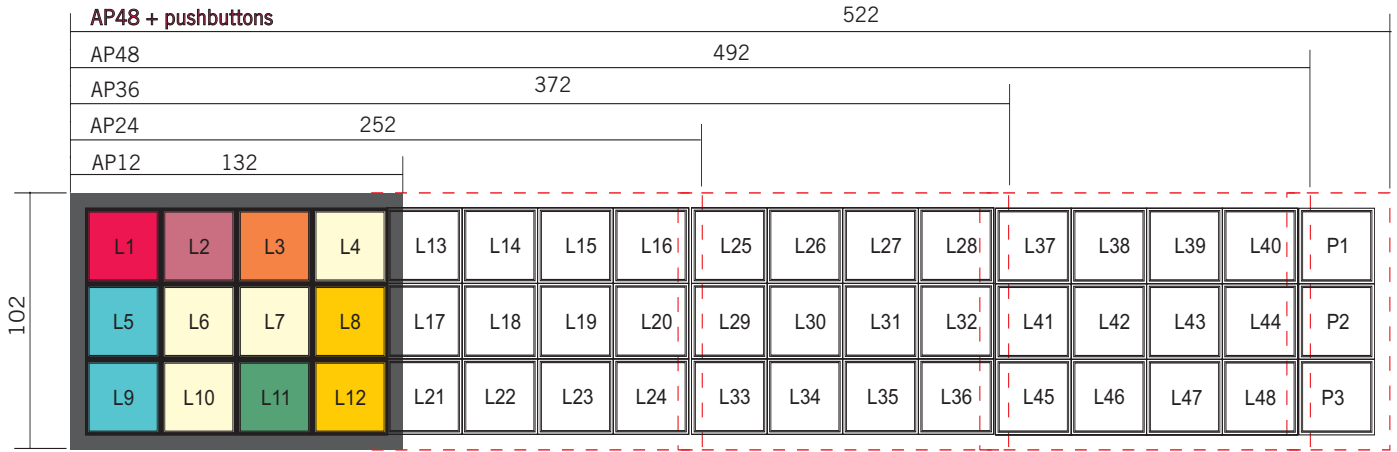 AP48 + pushbuttons 522
AP48 492
AP36 372
AP24 252
AP12 132
102
L1 L2 L3 L4 L13 L14 L15 L16 L25 L26 L27 L28 L37 L38 L39 L40 P1
L5 L6 L7 L8 L17 L18 L19 L20 L29 L30 L31 L32 L41 L42 L43 L44 P2
L9 L10 L11 L12 L21 L22 L23 L24 L33 L34 L35 L36 L45 L46 L47 L48 P3